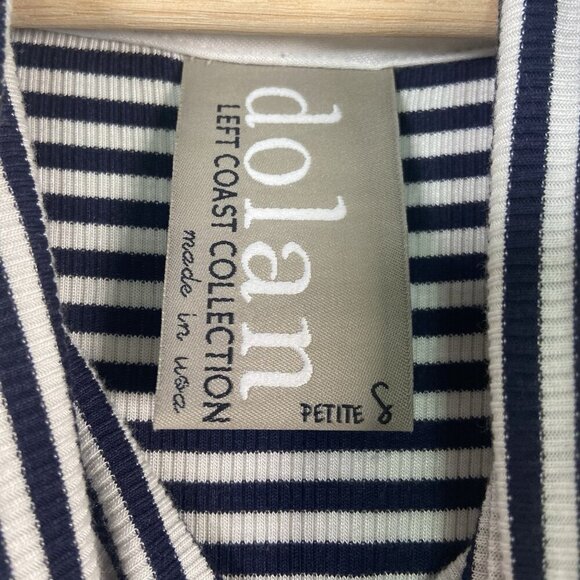 dolan
LEFT COAST COLLECTION
made in usa
PETITE S